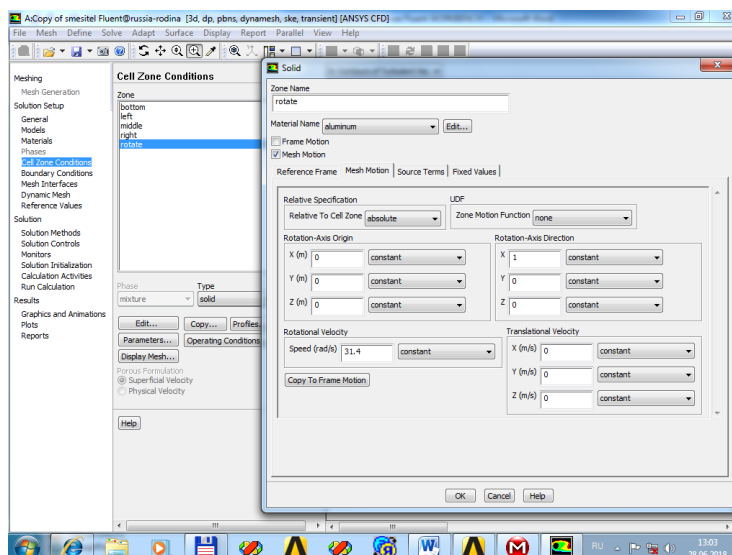 A:Copy of smesitel Fluent@russia-rodina [3d, dp, pbns, dynamesh, ske, transient] [ANSYS CFD]
File Mesh Define Solve Adapt Surface Display Report Parallel View Help
Meshing
Mesh Generation
Solution Setup
General
Models
Materials
Phases
Cell Zone Conditions
Boundary Conditions
Mesh Interfaces
Dynamic Mesh
Reference Values
Solution
Solution Methods
Solution Controls
Monitors
Solution Initialization
Calculation Activities
Run Calculation
Results
Graphics and Animations
Plots
Reports
Cell Zone Conditions
Zone
bottom
left
middle
right
rotate
Phase Type
mixture solid
Edit... Copy... Profiles.
Parameters... Operating Conditions
Display Mesh...
Porous Formulation
Superficial Velocity
Physical Velocity
Help
Solid
Zone Name
rotate
Material Name aluminum Edit...
Frame Motion
Mesh Motion
Reference Frame Mesh Motion Source Terms Fixed Values
Relative Specification UDF
Relative To Cell Zone absolute Zone Motion Function none
Rotation-Axis Origin Rotation-Axis Direction
X (m) 0 constant X 1 constant
Y (m) 0 constant Y 0 constant
Z (m) 0 constant Z 0 constant
Rotational Velocity Translational Velocity
Speed (rad/s) 31.4 constant X (m/s) 0 constant
Copy To Frame Motion Y (m/s) 0 constant
Z (m/s) 0 constant
OK Cancel Help
RU 13:03
28.06.2018